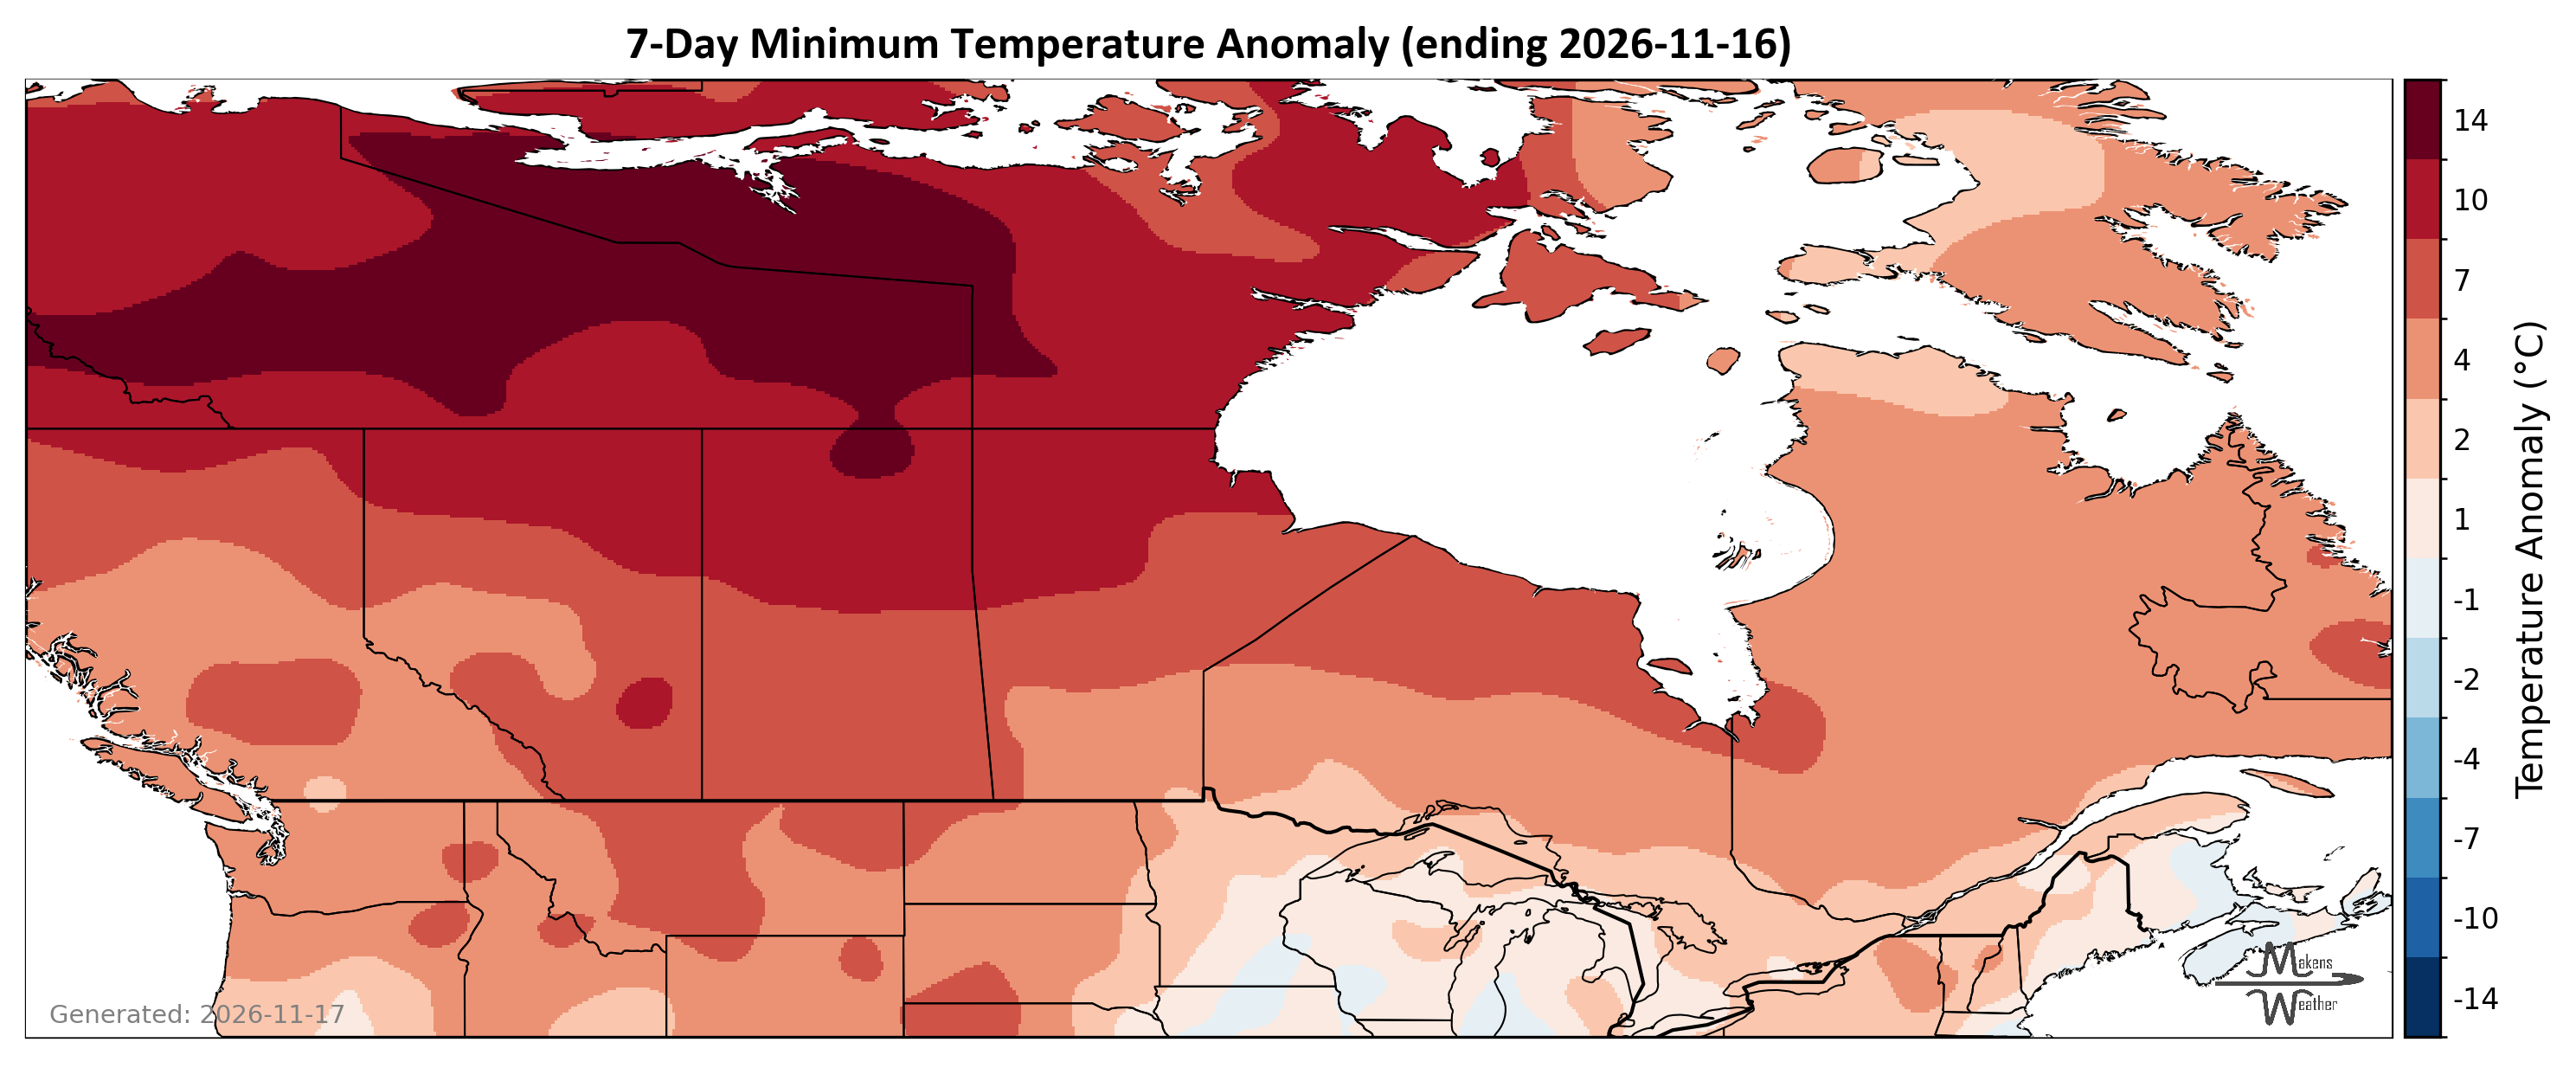 7-Day Minimum Temperature Anomaly (ending 2026-11-16)
14
10
7
4
2
1
-1
-2
-4
-7
-10
-14
Temperature Anomaly (°C)
Generated: 2026-11-17
Makens
Weather